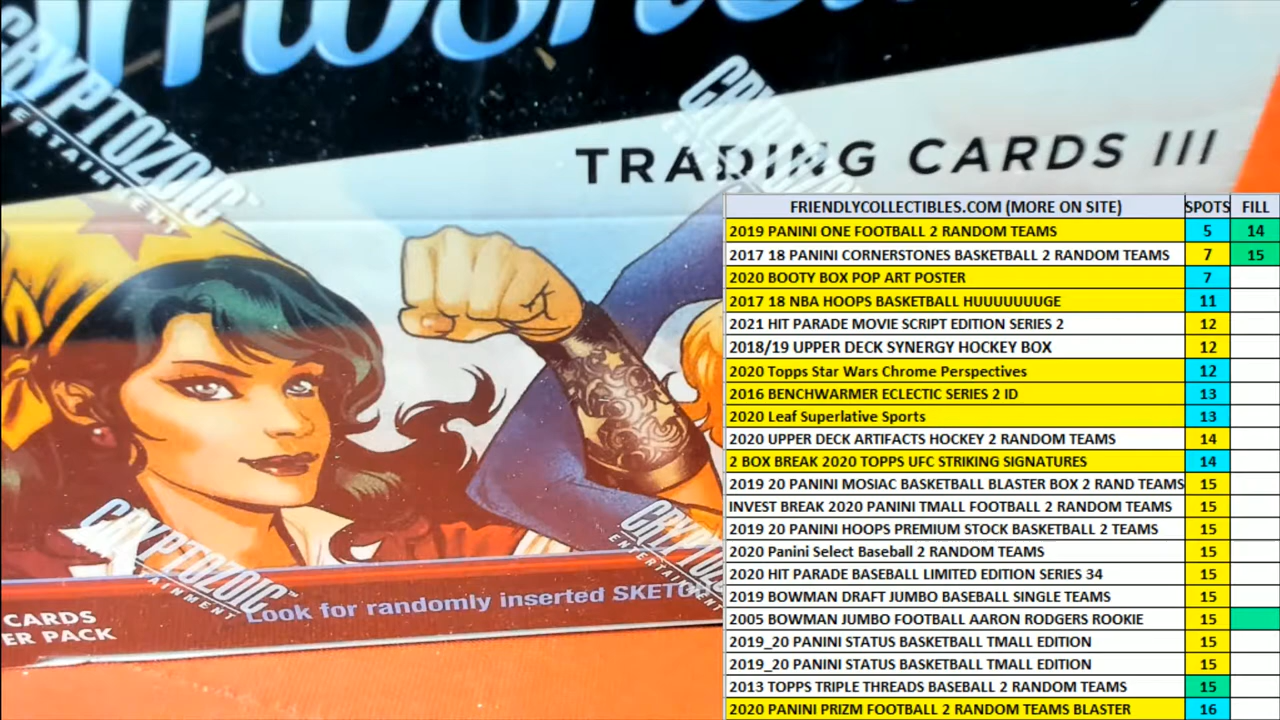 TRADING CARDS III
CRYPTOZOIC
ENTERTAINMENT
CRYPTOZOIC
CRYPTOZOIC
CRYPTOZOIC
ENTERTAINMENT
CARDS
ER PACK
Look for randomly inserted SKETC
FRIENDLYCOLLECTIBLES.COM (MORE ON SITE) SPOTS FILL
2019 PANINI ONE FOOTBALL 2 RANDOM TEAMS 5 14
2017 18 PANINI CORNERSTONES BASKETBALL 2 RANDOM TEAMS 7 15
2020 BOOTY BOX POP ART POSTER 7
2017 18 NBA HOOPS BASKETBALL HUUUUUUUGE 11
2021 HIT PARADE MOVIE SCRIPT EDITION SERIES 2 12
2018/19 UPPER DECK SYNERGY HOCKEY BOX 12
2020 Topps Star Wars Chrome Perspectives 12
2016 BENCHWARMER ECLECTIC SERIES 2 ID 13
2020 Leaf Superlative Sports 13
2020 UPPER DECK ARTIFACTS HOCKEY 2 RANDOM TEAMS 14
2 BOX BREAK 2020 TOPPS UFC STRIKING SIGNATURES 14
2019 20 PANINI MOSIAC BASKETBALL BLASTER BOX 2 RAND TEAMS 15
INVEST BREAK 2020 PANINI TMALL FOOTBALL 2 RANDOM TEAMS 15
2019 20 PANINI HOOPS PREMIUM STOCK BASKETBALL 2 TEAMS 15
2020 Panini Select Baseball 2 RANDOM TEAMS 15
2020 HIT PARADE BASEBALL LIMITED EDITION SERIES 34 15
2019 BOWMAN DRAFT JUMBO BASEBALL SINGLE TEAMS 15
2005 BOWMAN JUMBO FOOTBALL AARON RODGERS ROOKIE 15
2019_20 PANINI STATUS BASKETBALL TMALL EDITION 15
2019_20 PANINI STATUS BASKETBALL TMALL EDITION 15
2013 TOPPS TRIPLE THREADS BASEBALL 2 RANDOM TEAMS 15
2020 PANINI PRIZM FOOTBALL 2 RANDOM TEAMS BLASTER 16